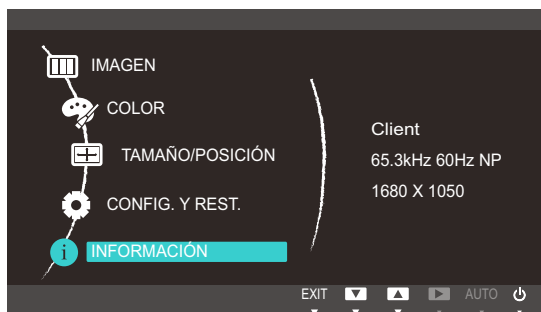 IMAGEN
COLOR
TAMAÑO/POSICIÓN
CONFIG. Y REST.
INFORMACIÓN
Client
65.3kHz 60Hz NP
1680 X 1050
EXIT
AUTO